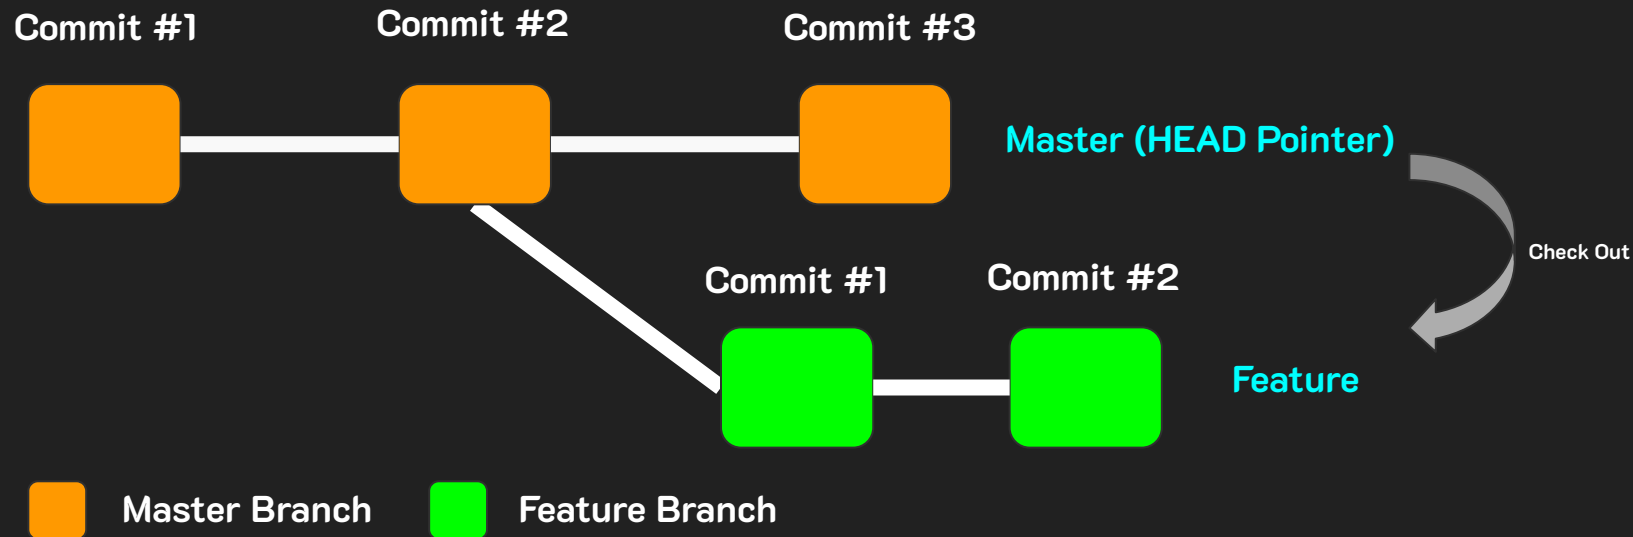 Commit #1
Commit #2
Commit #3
Master (HEAD Pointer)
Check Out
Commit #1
Commit #2
Feature
Master Branch
Feature Branch